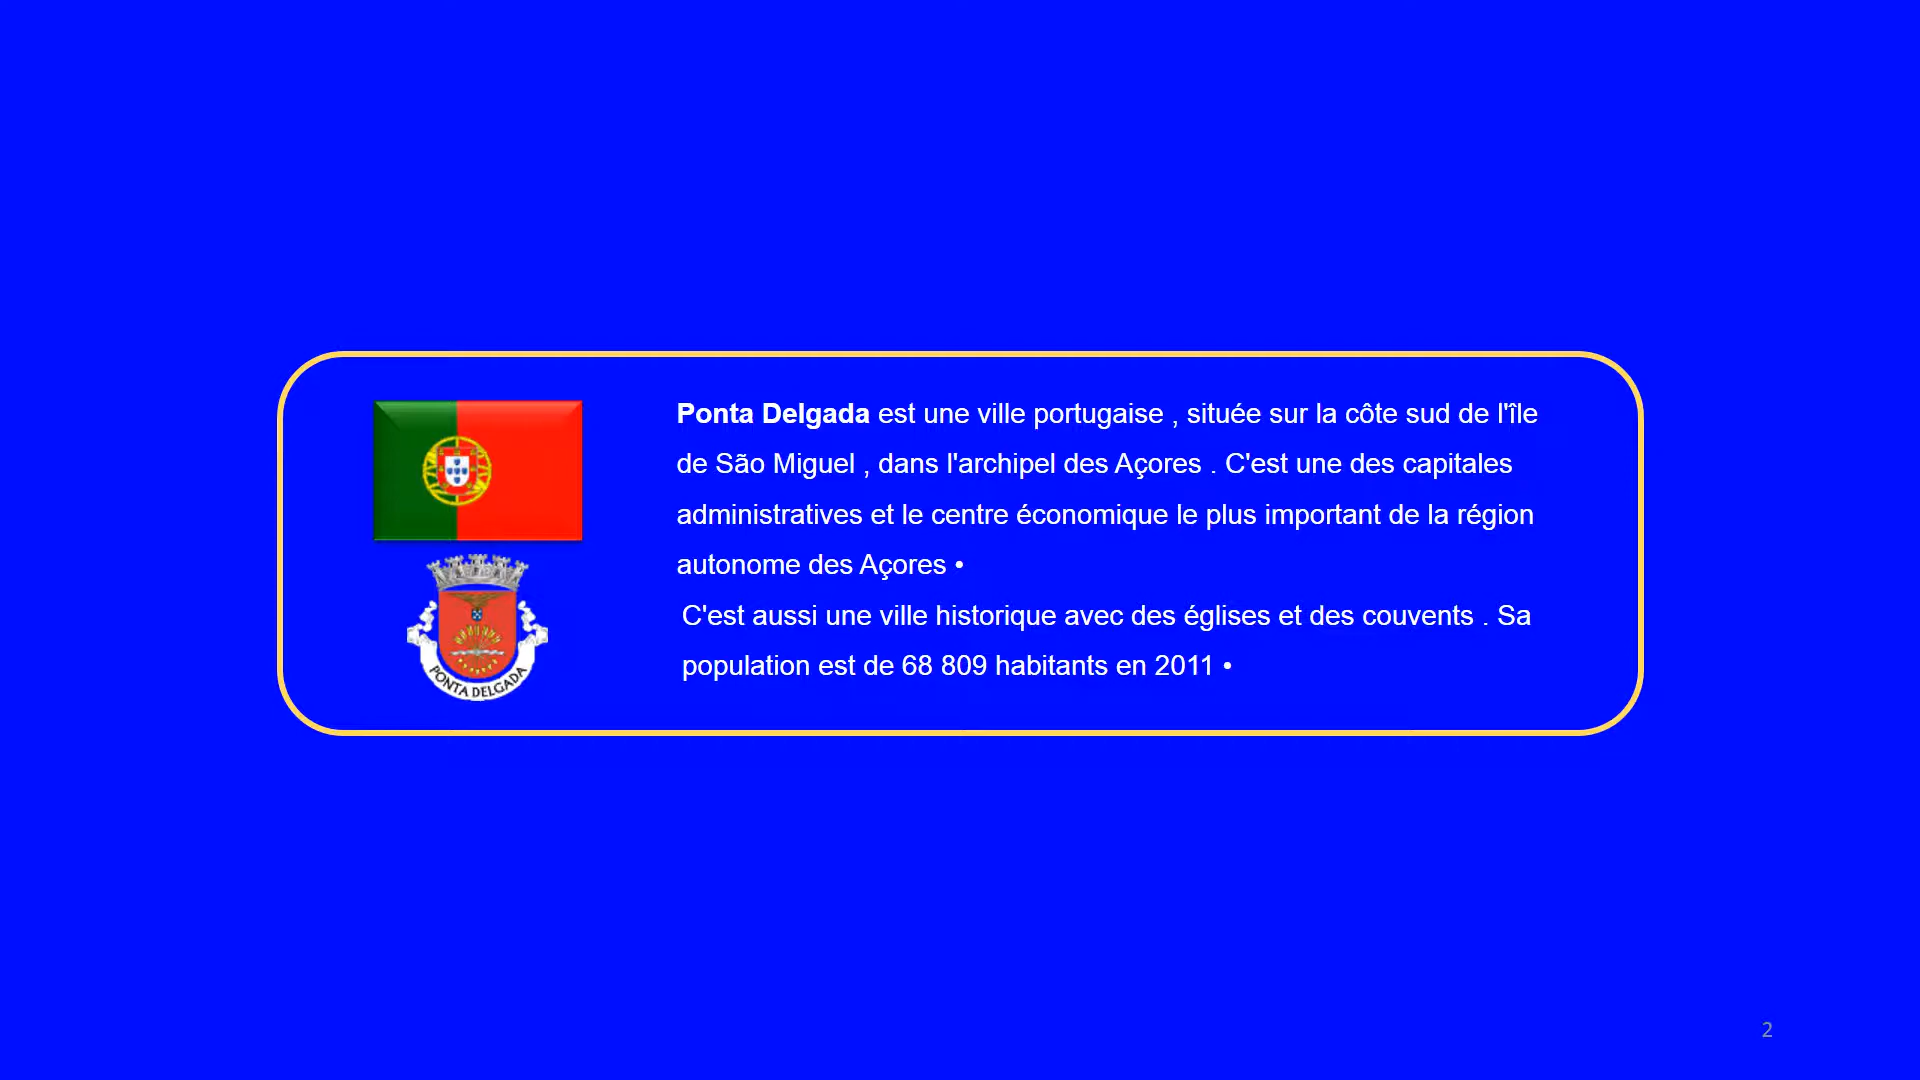 Ponta Delgada est une ville portugaise , située sur la côte sud de l'île
de São Miguel , dans l'archipel des Açores . C'est une des capitales
administratives et le centre économique le plus important de la région
autonome des Açores •
C'est aussi une ville historique avec des églises et des couvents . Sa
population est de 68 809 habitants en 2011 •
PONTA DELGADA
2